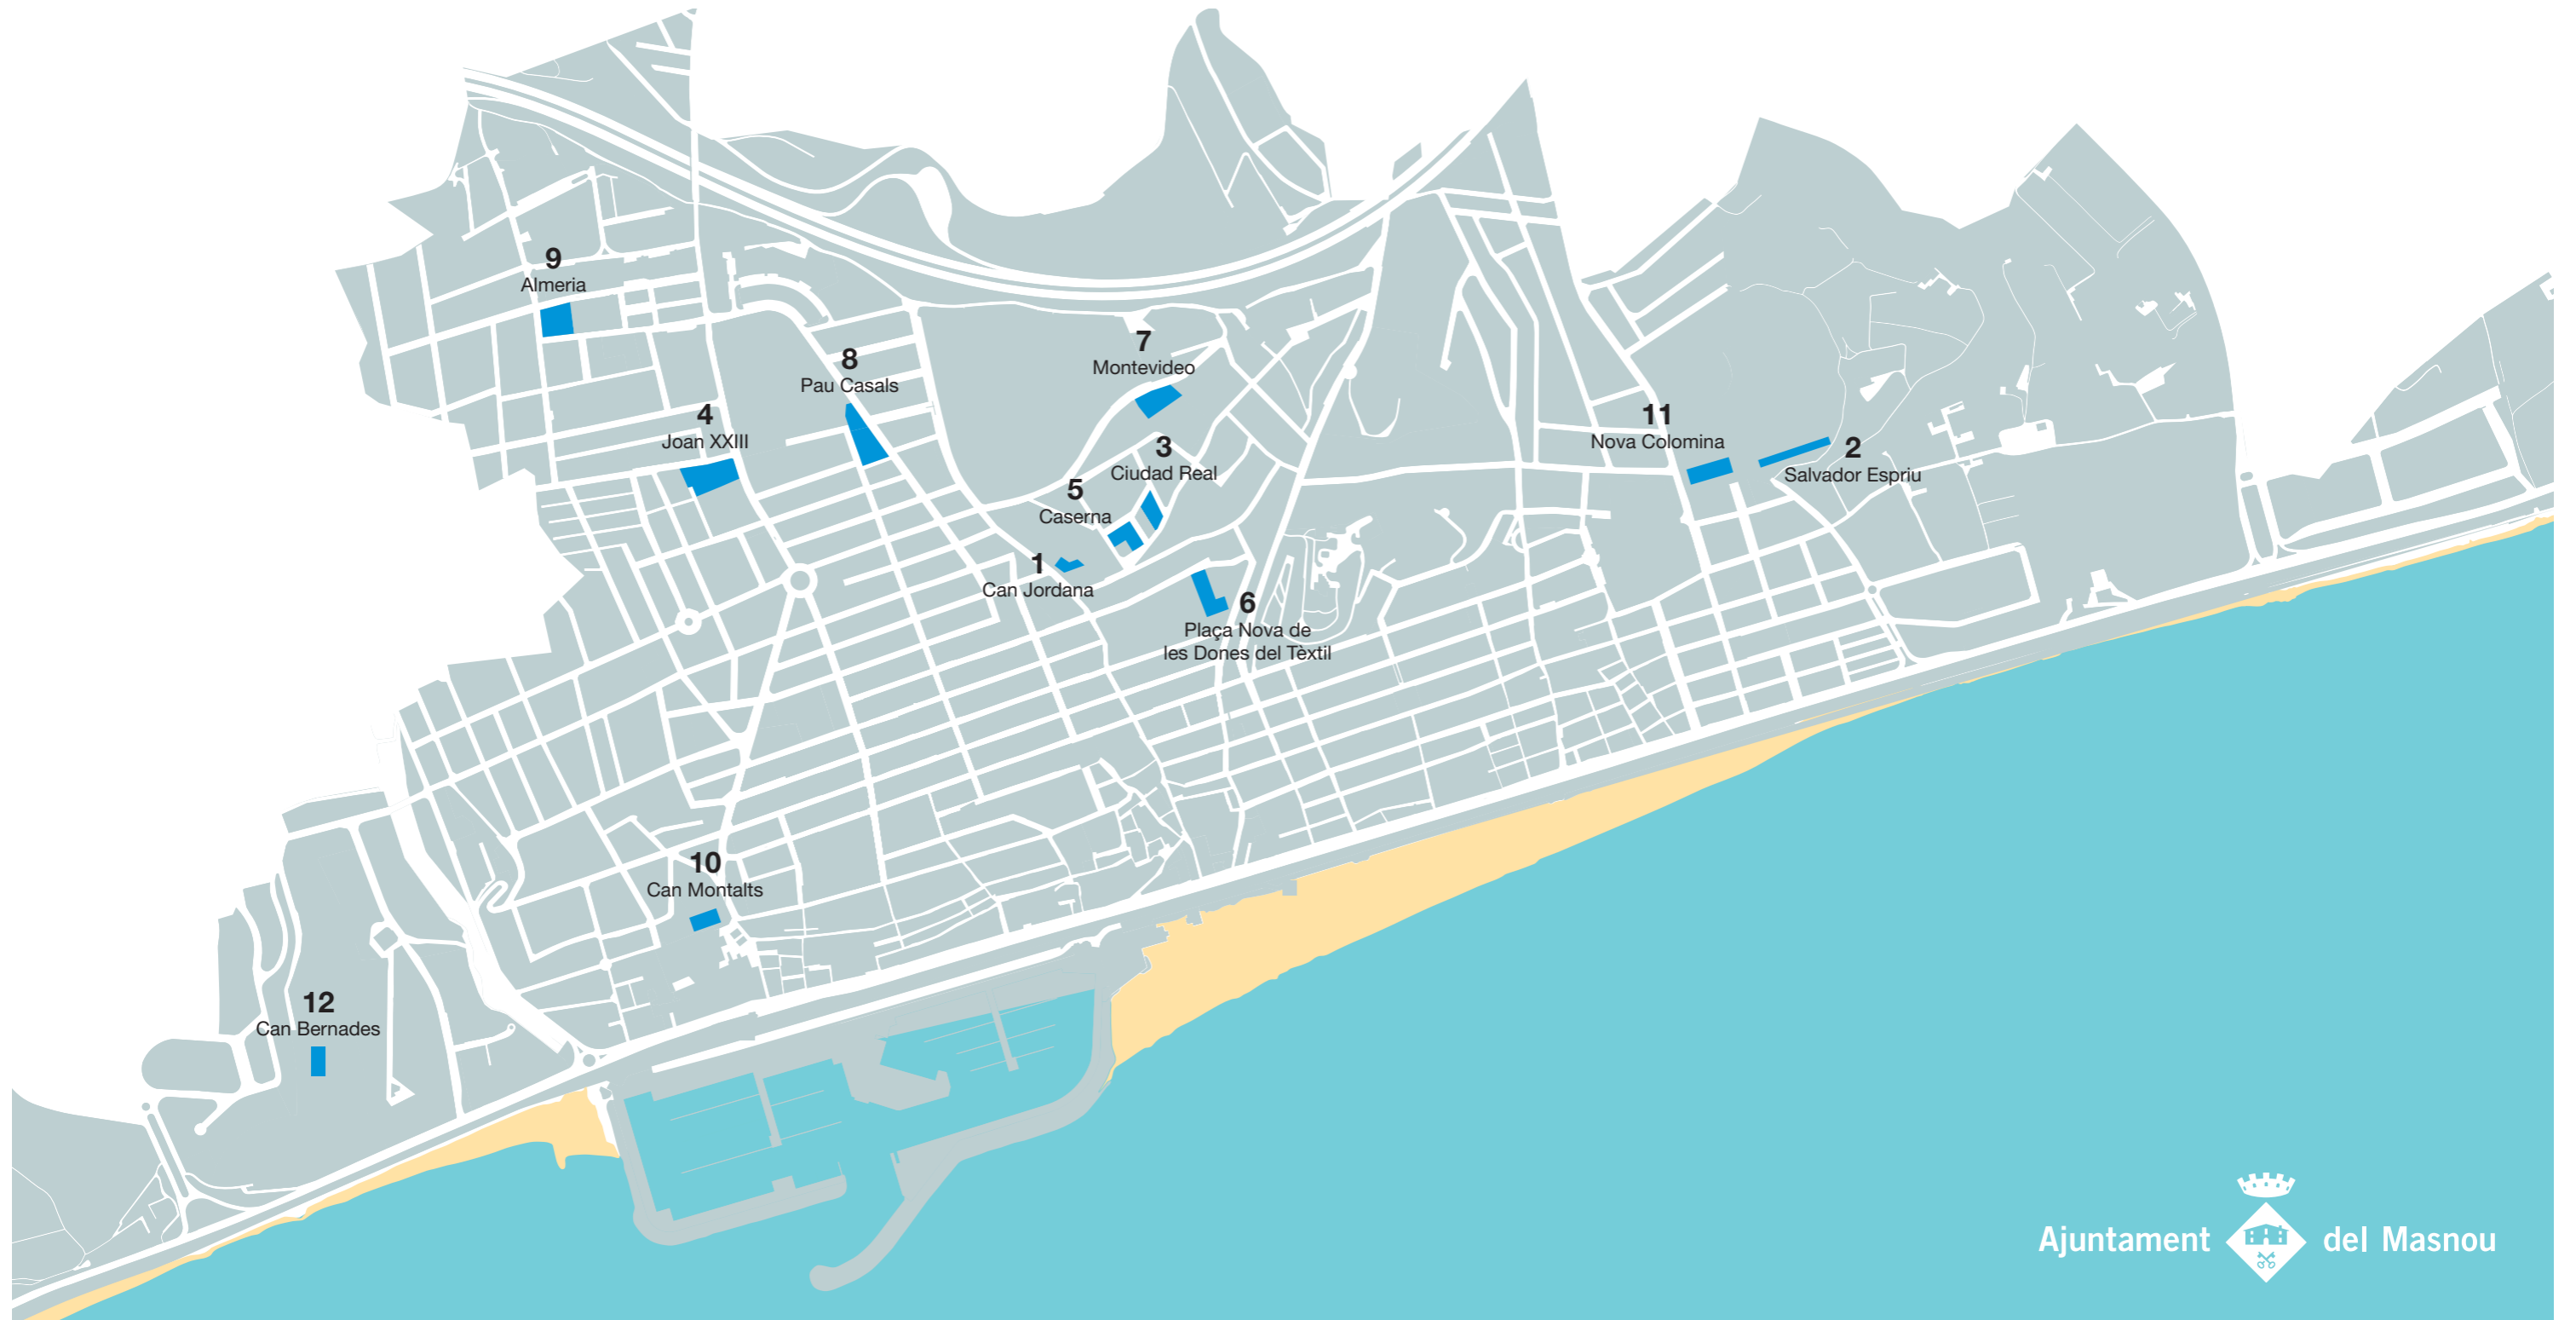 9
Almeria
7
Montevideo
8
Pau Casals
4
Joan XXIII
11
Nova Colomina
2
Salvador Espriu
3
Ciudad Real
5
Caserna
1
Can Jordana
6
Plaça Nova de
les Dones del Tèxtil
10
Can Montalts
12
Can Bernades
Ajuntament del Masnou